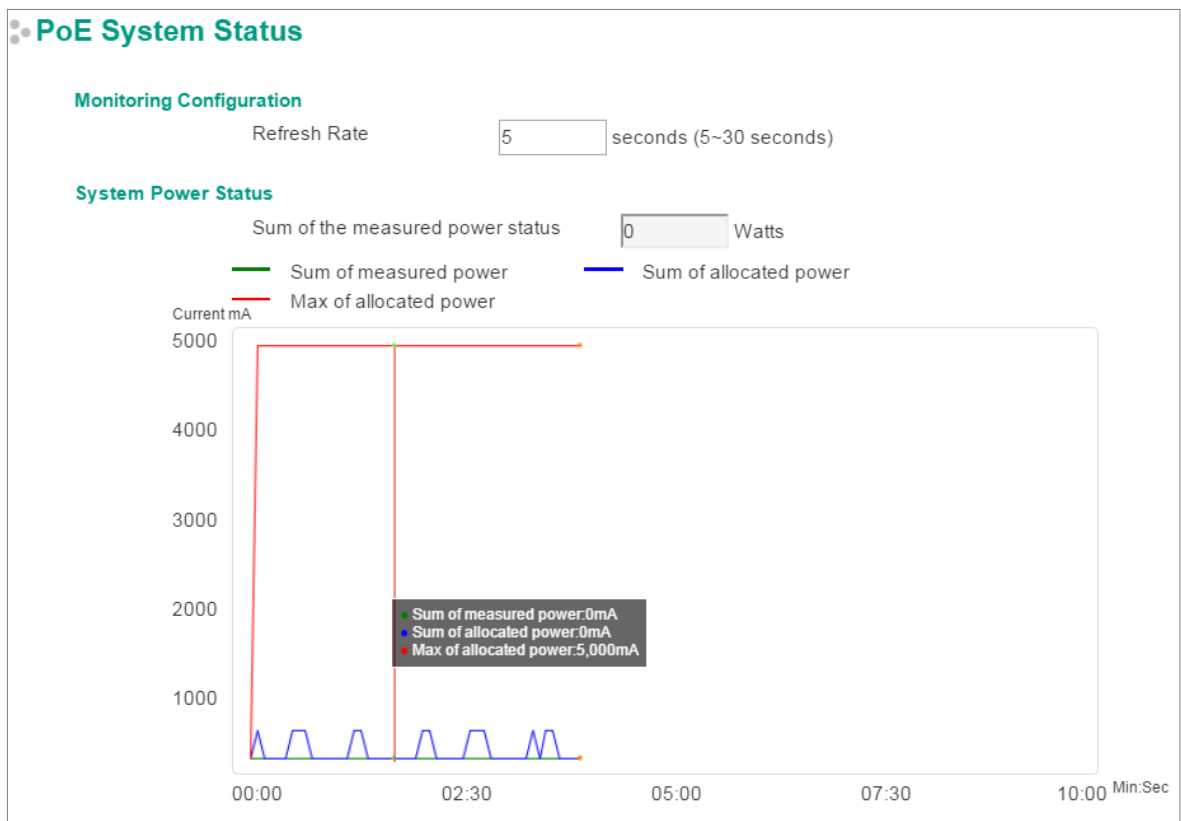 PoE System Status
Monitoring Configuration
Refresh Rate 5 seconds (5~30 seconds)
System Power Status
Sum of the measured power status 0 Watts
Sum of measured power Sum of allocated power
Max of allocated power
Current mA
5000
4000
3000
2000
Sum of measured power:0mA
Sum of allocated power:0mA
Max of allocated power:5,000mA
1000
00:00 02:30 05:00 07:30 10:00 Min:Sec